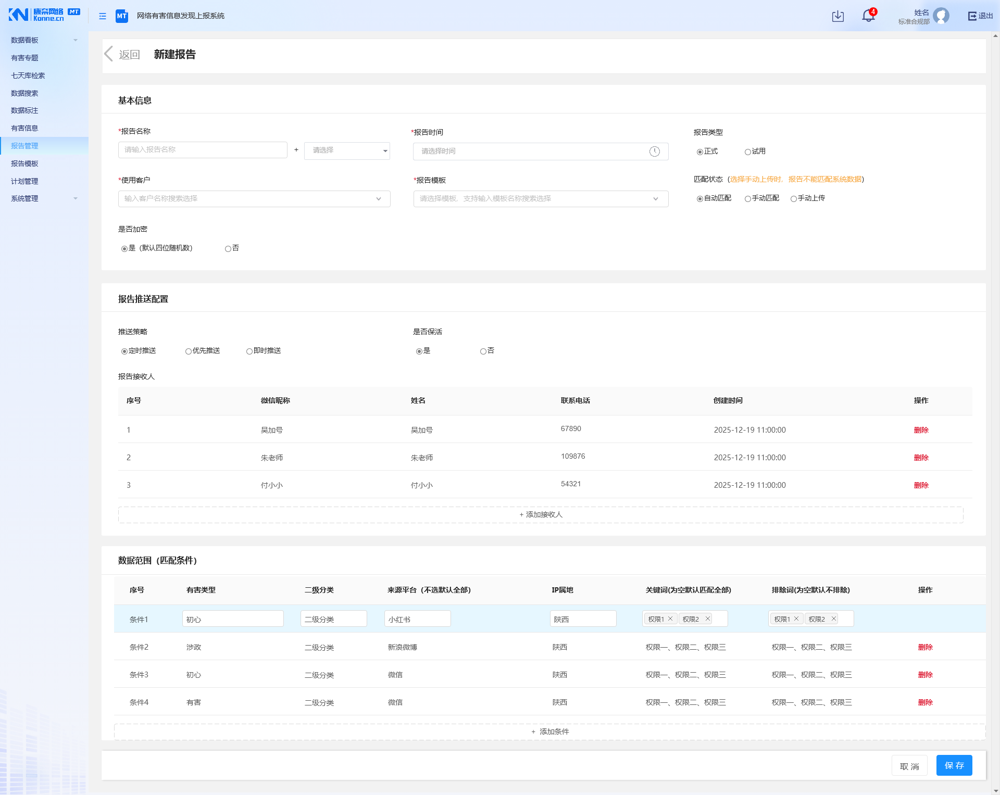 康奈网络 MT
Konne.cn
MT 网络有害信息发现上报系统
4
姓名
标准合规部
退出
数据看板
有害专题
七天库检索
数据搜索
数据标注
有害信息
报告管理
报告模板
计划管理
系统管理
返回 新建报告
基本信息
*报告名称 *报告时间 报告类型
请输入报告名称 + 请选择 请选择时间 正式 试用
*使用客户 *报告模板 匹配状态（选择手动上传时，报告不能匹配系统数据）
输入客户名称搜索选择 请选择模板，支持输入模板名称搜索选择 自动匹配 手动匹配 手动上传
是否加密
是（默认四位随机数） 否
报告推送配置
推送策略 是否保活
定时推送 优先推送 即时推送 是 否
报告接收人
序号 微信昵称 姓名 联系电话 创建时间 操作
1 吴加号 吴加号 67890 2025-12-19 11:00:00 删除
2 朱老师 朱老师 109876 2025-12-19 11:00:00 删除
3 付小小 付小小 54321 2025-12-19 11:00:00 删除
+ 添加接收人
数据范围（匹配条件）
序号 有害类型 二级分类 来源平台（不选默认全部） IP属地 关键词(为空默认匹配全部) 排除词(为空默认不排除) 操作
条件1 初心 二级分类 小红书 陕西 权限1 × 权限2 × 权限1 × 权限2 ×
条件2 涉政 二级分类 新浪微博 陕西 权限一、权限二、权限三 权限一、权限二、权限三 删除
条件3 初心 二级分类 微信 陕西 权限一、权限二、权限三 权限一、权限二、权限三 删除
条件4 有害 二级分类 微信 陕西 权限一、权限二、权限三 权限一、权限二、权限三 删除
+ 添加条件
取 消 保 存